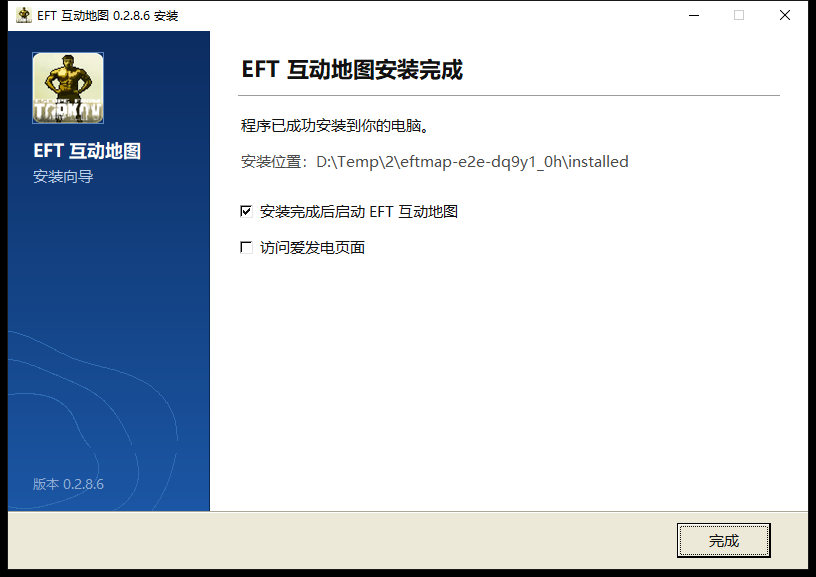 EFT 互动地图 0.2.8.6 安装
EFT 互动地图
安装向导
版本 0.2.8.6
EFT 互动地图安装完成
程序已成功安装到你的电脑。
安装位置：D:\Temp\2\eftmap-e2e-dq9y1_0h\installed
安装完成后启动 EFT 互动地图
访问爱发电页面
完成